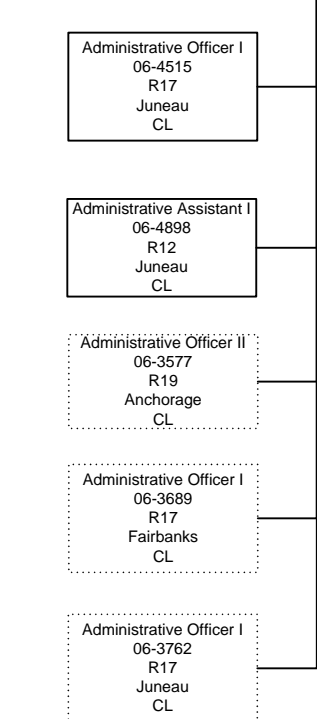 Administrative Officer I
06-4515
R17
Juneau
CL
Administrative Assistant I
06-4898
R12
Juneau
CL
Administrative Officer II
06-3577
R19
Anchorage
CL
Administrative Officer I
06-3689
R17
Fairbanks
CL
Administrative Officer I
06-3762
R17
Juneau
CL